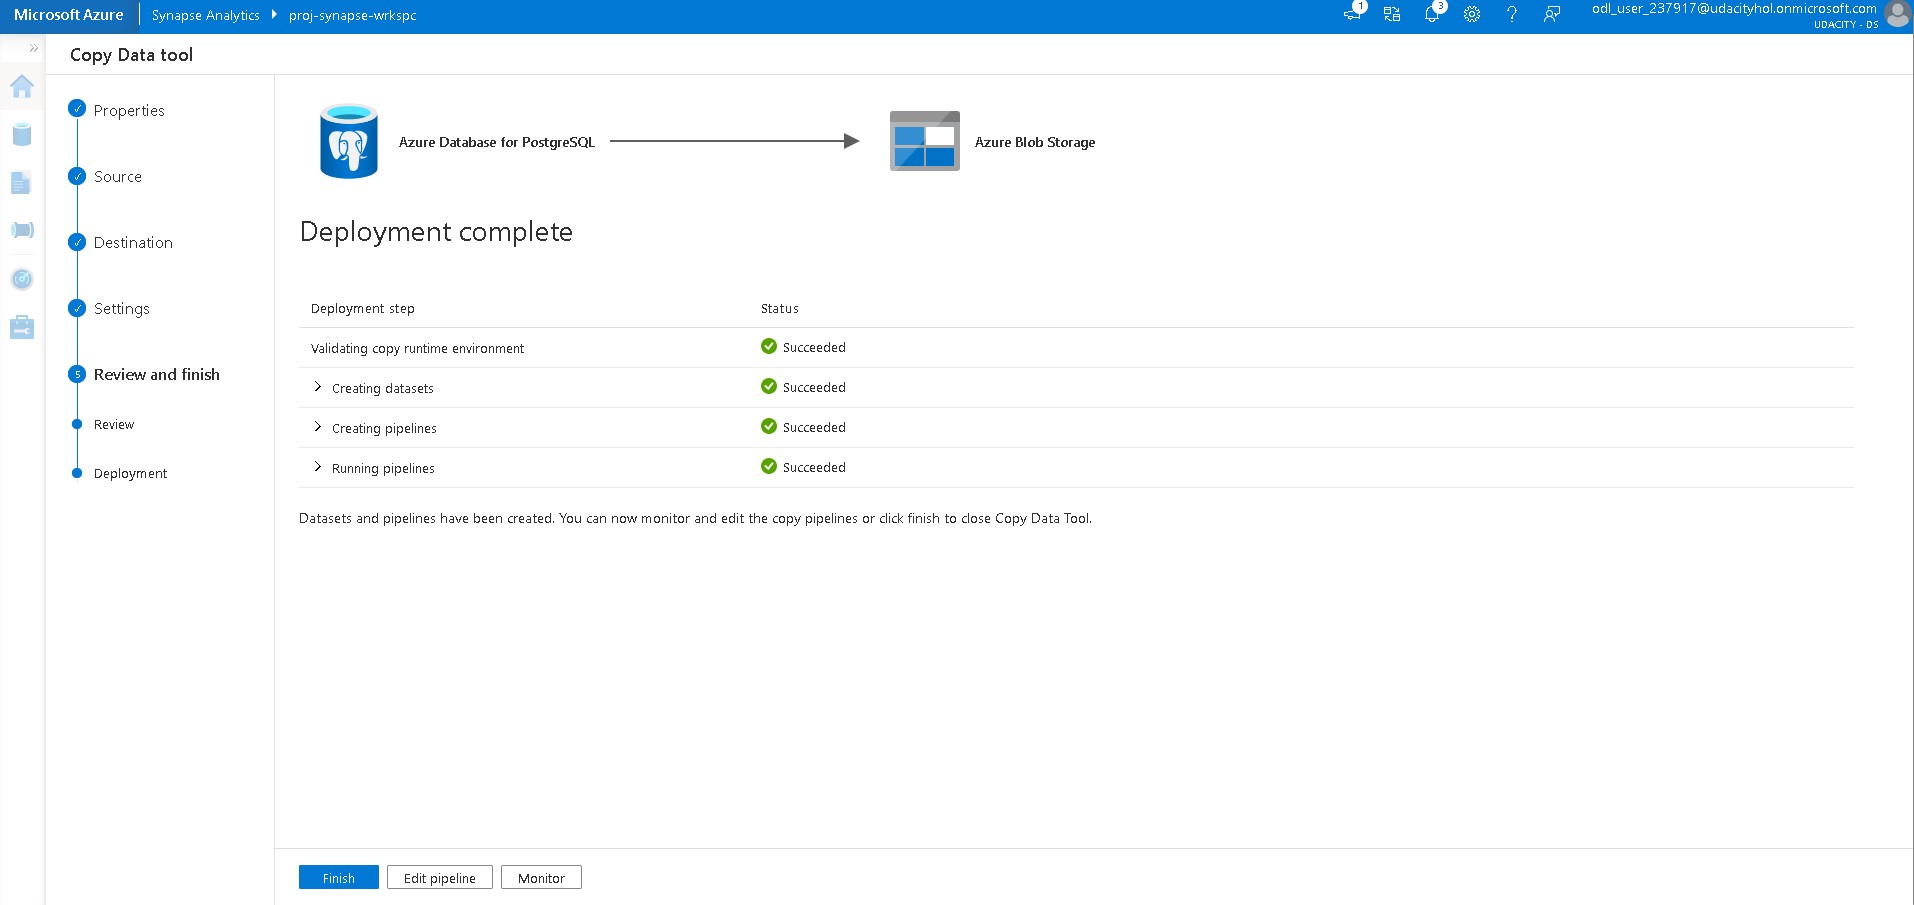 Microsoft Azure
Synapse Analytics
proj-synapse-wrkspc
1
3
odl_user_237917@udacityhol.onmicrosoft.com
UDACITY - DS
Copy Data tool
Properties
Source
Destination
Settings
5
Review and finish
Review
Deployment
Azure Database for PostgreSQL
Azure Blob Storage
Deployment complete
Deployment step Status
Validating copy runtime environment Succeeded
Creating datasets Succeeded
Creating pipelines Succeeded
Running pipelines Succeeded
Datasets and pipelines have been created. You can now monitor and edit the copy pipelines or click finish to close Copy Data Tool.
Finish Edit pipeline Monitor